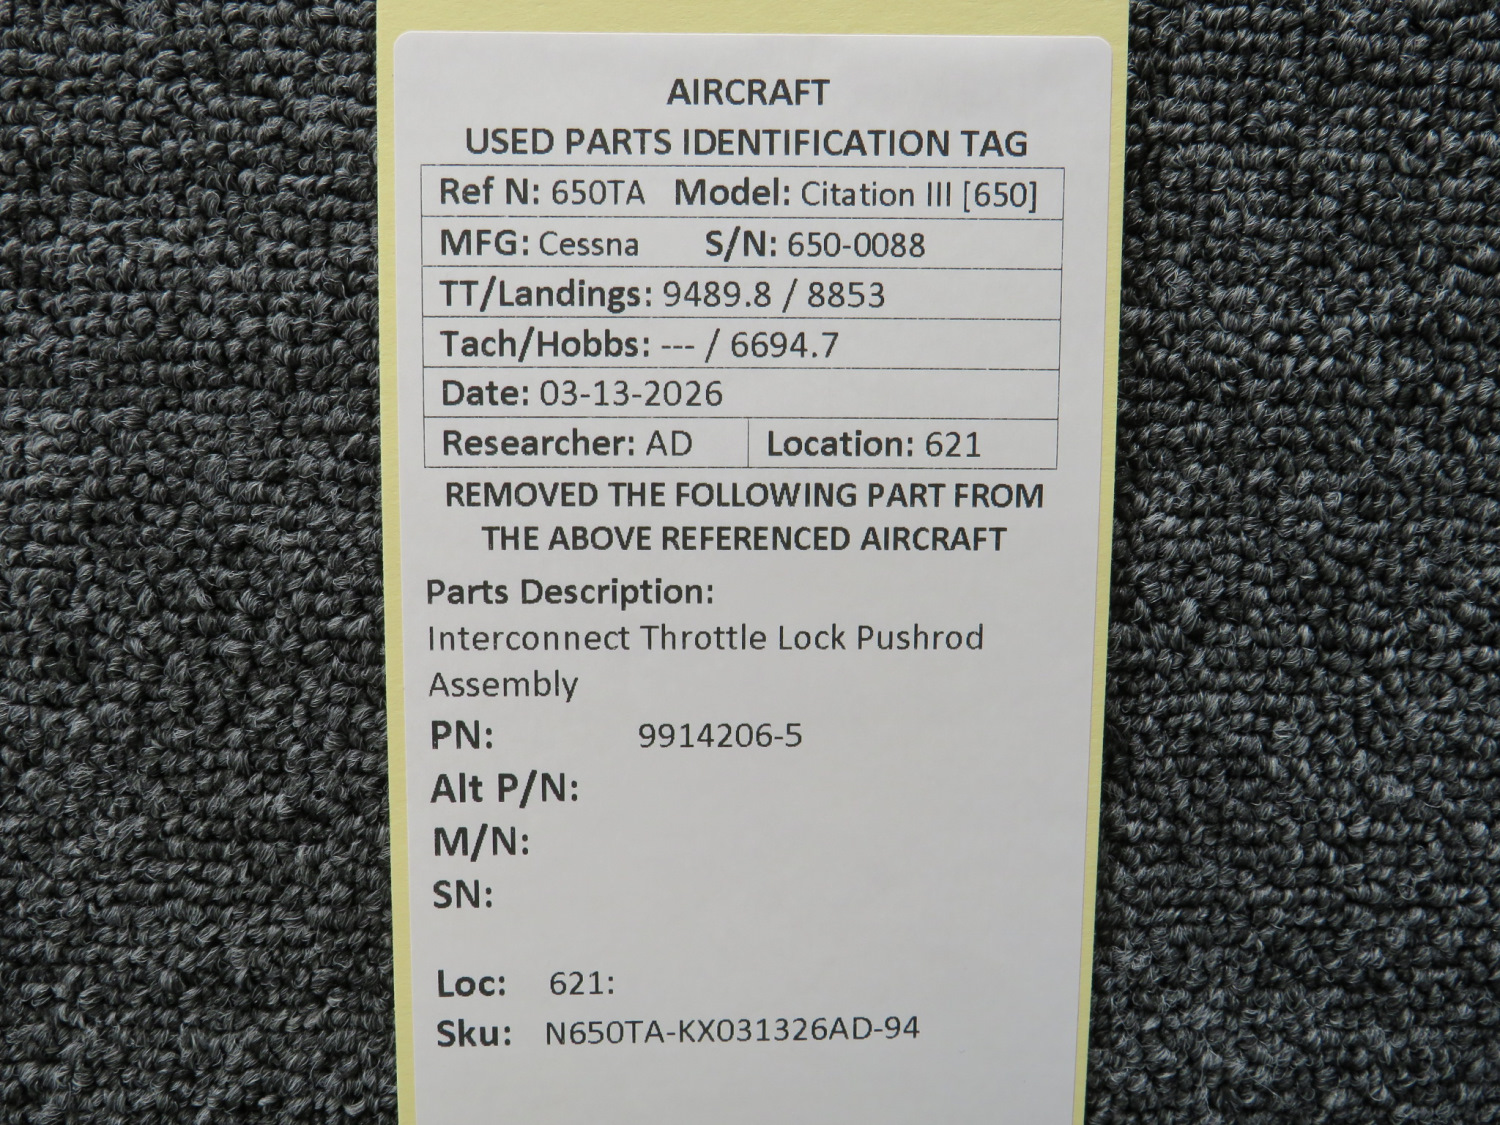 AIRCRAFT
USED PARTS IDENTIFICATION TAG
Ref N: 650TA Model: Citation III [650]
MFG: Cessna S/N: 650-0088
TT/Landings: 9489.8 / 8853
Tach/Hobbs: --- / 6694.7
Date: 03-13-2026
Researcher: AD Location: 621
REMOVED THE FOLLOWING PART FROM
THE ABOVE REFERENCED AIRCRAFT
Parts Description:
Interconnect Throttle Lock Pushrod
Assembly
PN: 9914206-5
Alt P/N:
M/N:
SN:
Loc: 621:
Sku: N650TA-KX031326AD-94